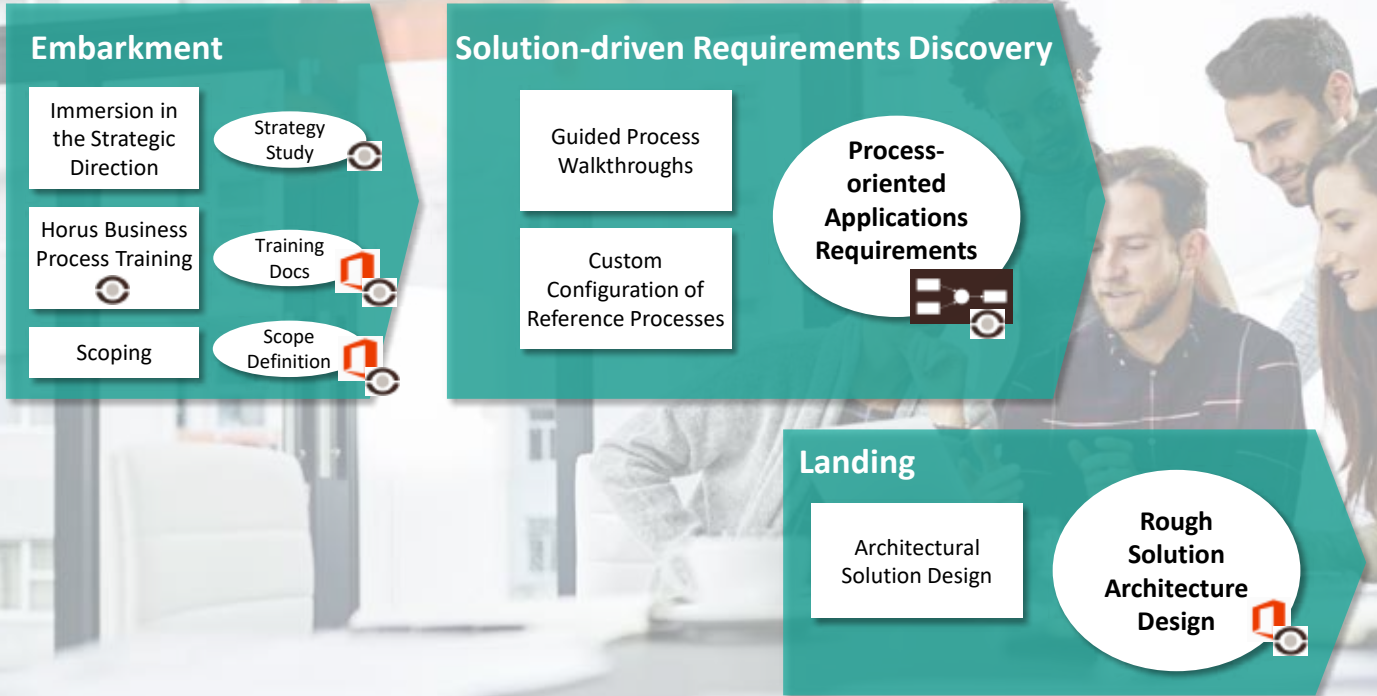 Embarkment
Immersion in
the Strategic
Direction
Strategy
Study
Horus Business
Process Training
Training
Docs
Scoping
Scope
Definition
Solution-driven Requirements Discovery
Guided Process
Walkthroughs
Custom
Configuration of
Reference Processes
Process-
oriented
Applications
Requirements
Landing
Architectural
Solution Design
Rough
Solution
Architecture
Design